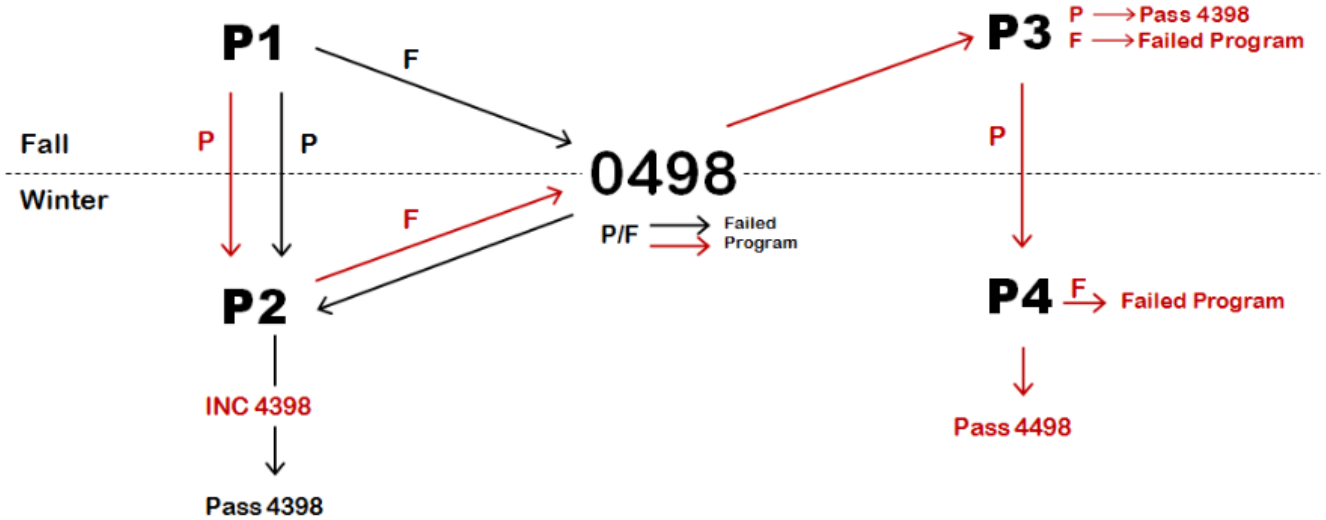 P1
F
P3
P Pass 4398
F Failed Program
P
P
P
Fall
0498
Winter
F
P/F
Failed
Program
P2
P4
F
Failed Program
INC 4398
Pass 4498
Pass 4398